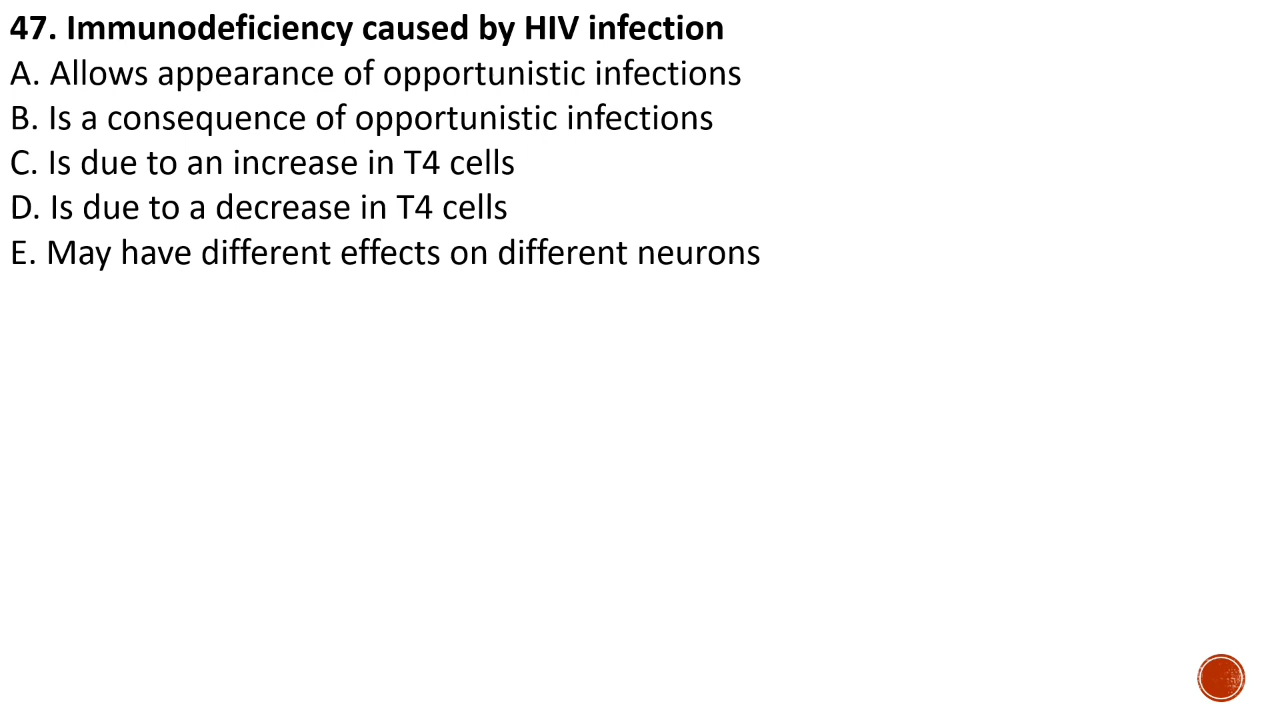 47. Immunodeficiency caused by HIV infection
A. Allows appearance of opportunistic infections
B. Is a consequence of opportunistic infections
C. Is due to an increase in T4 cells
D. Is due to a decrease in T4 cells
E. May have different effects on different neurons